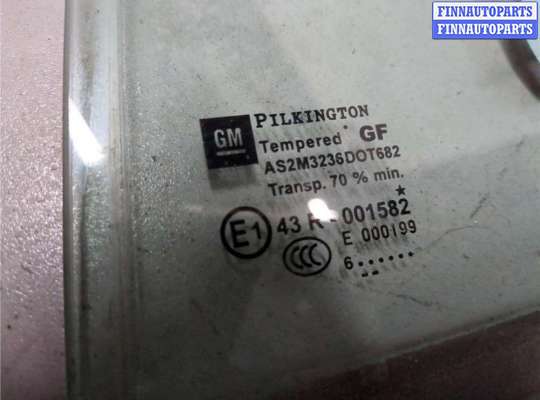 FINNAUTOPARTS
FINNAUTOPARTS
GM
PILKINGTON
Tempered GF
AS2M3236DOT682
Transp. 70 % min.
E1 43 R - 001582
CCC E 000199
6......